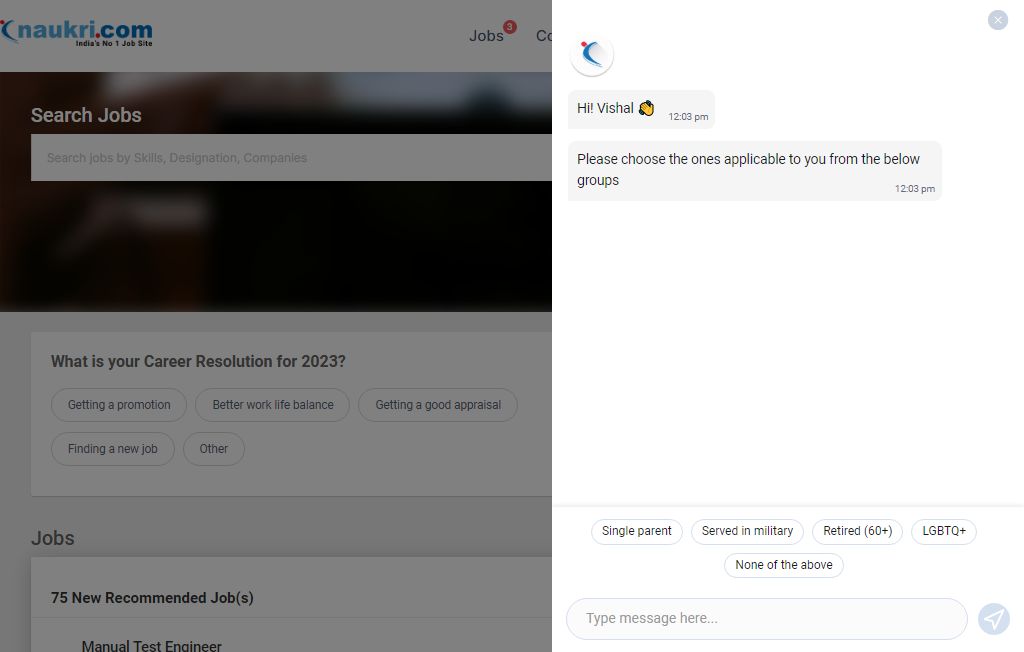 naukri.com
India's No 1 Job Site
Jobs 3 Co
Search Jobs
Search jobs by Skills, Designation, Companies
What is your Career Resolution for 2023?
Getting a promotion Better work life balance Getting a good appraisal
Finding a new job Other
Jobs
75 New Recommended Job(s)
Manual Test Engineer
Hi! Vishal 👏 12:03 pm
Please choose the ones applicable to you from the below
groups 12:03 pm
Single parent Served in military Retired (60+) LGBTQ+
None of the above
Type message here...